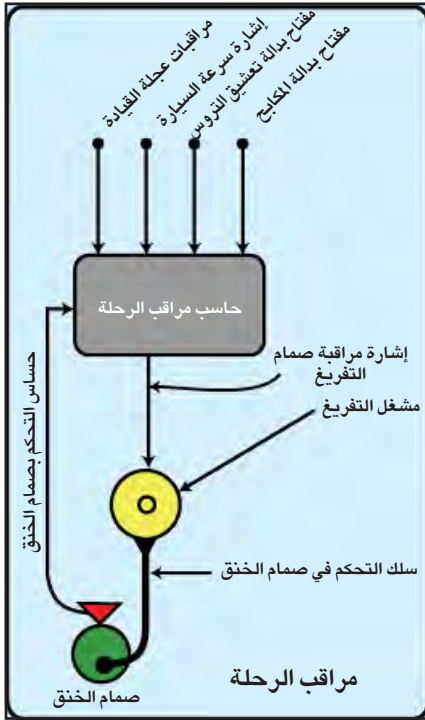 مراقبات عجلة القيادة
إشارة سرعة السيارة
مفتاح بدالة تعشيق التروس
مفتاح بدالة المكابح
حاسب مراقب الرحلة
إشارة مراقبة صمام
التفريغ
مشغل التفريغ
حساس التحكم بصمام الخنق
سلك التحكم في صمام الخنق
صمام الخنق
مراقب الرحلة